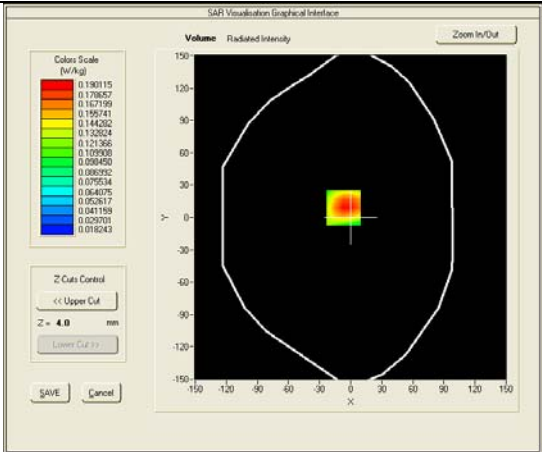 SAR Visualisation Graphical Interface
Volume Radiated Intensity
Zoom In/Out
Colors Scale
(W/kg)
0.190115
0.178657
0.167199
0.155741
0.144282
0.132824
0.121366
0.109908
0.098450
0.086992
0.075534
0.064075
0.052617
0.041159
0.029701
0.018243
Z-Cuts Control
<< Upper Cut
Z = 4.0 mm
Lower Cut >>
SAVE Cancel
150
120
90
60
30
0
-30
-60
-90
-120
-150
Y
-150 -120 -90 -60 -30 0 30 60 90 120 150
X